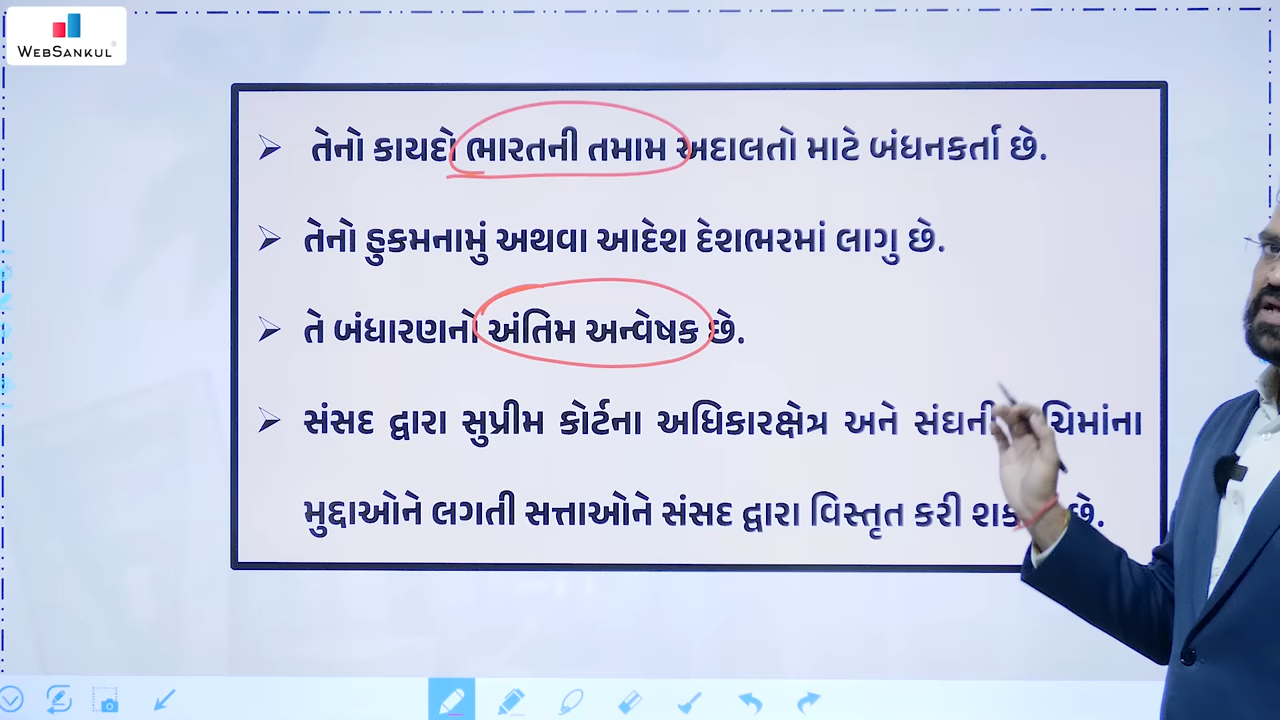 WEBSANKUL
તેનો કાયદો ભારતની તમામ અદાલતો માટે બંધનકર્તા છે.
તેનો હુકમનામું અથવા આદેશ દેશભરમાં લાગુ છે.
તે બંધારણનો અંતિમ અન્વેષક છે.
સંસદ દ્વારા સુપ્રીમ કોર્ટના અધિકારક્ષેત્ર અને
મુદ્દાઓને લગતી સત્તાઓને સંસદ દ્વારા વિસ્તૃત કરી છે.